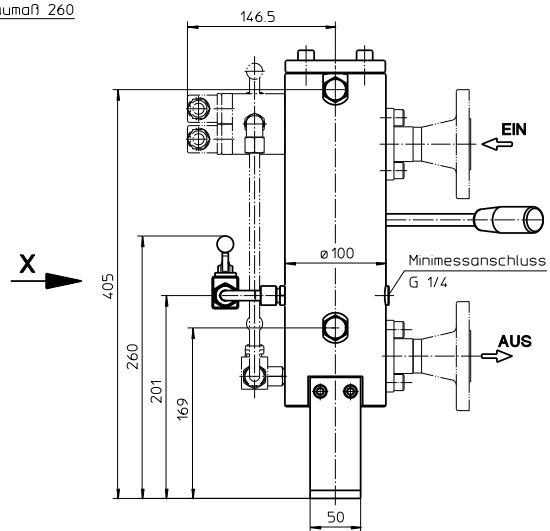 umaß 260
146.5
EIN
X
ø100
Minimessanschluss
G 1/4
405
260
201
169
AUS
50